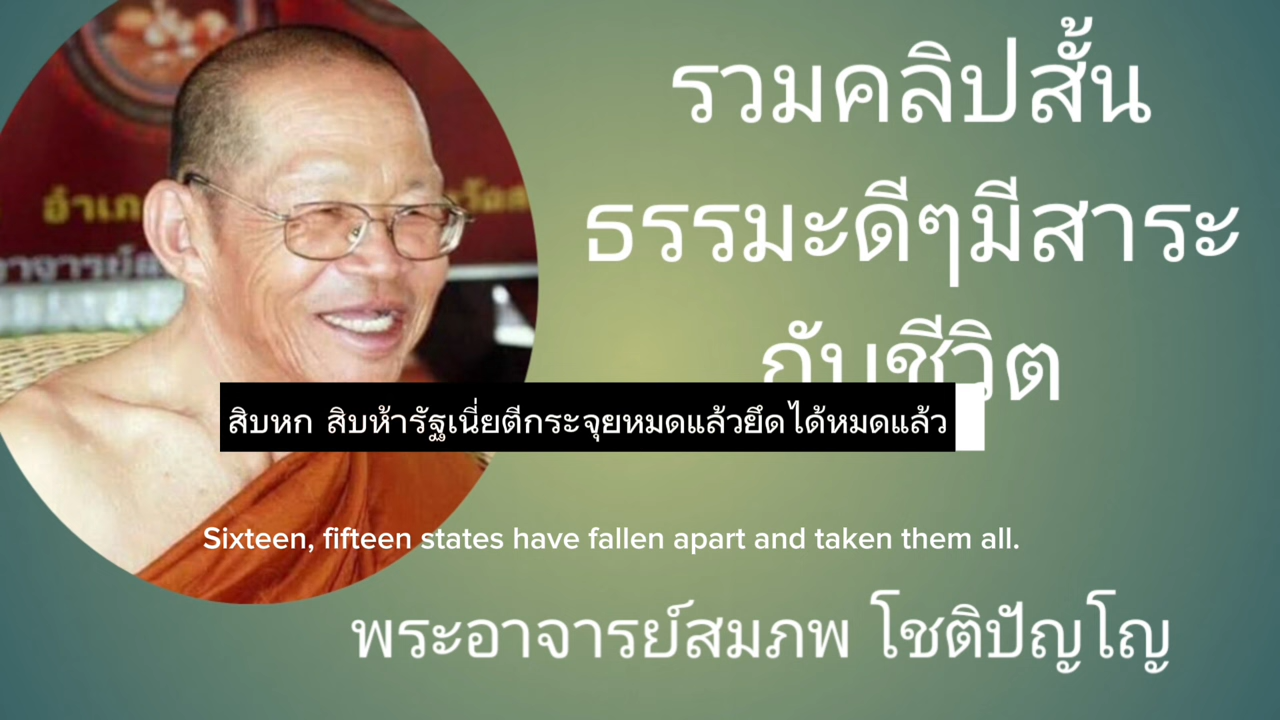 รวมคลิปสั้น
ธรรมะดีๆมีสาระ
กับชีวิต
อำเภ
สิบหก สิบห้ารัฐเนี่ยตีกระจุยหมดแล้วยึดได้หมดแล้ว
Sixteen, fifteen states have fallen apart and taken them all.
พระอาจารย์สมภพ โชติปัญโญ